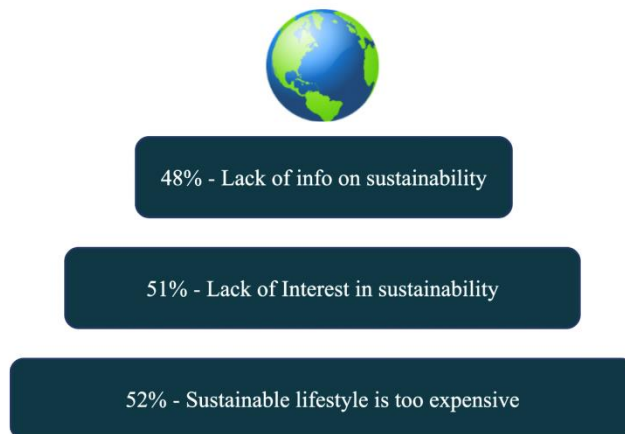 48% - Lack of info on sustainability
51% - Lack of Interest in sustainability
52% - Sustainable lifestyle is too expensive